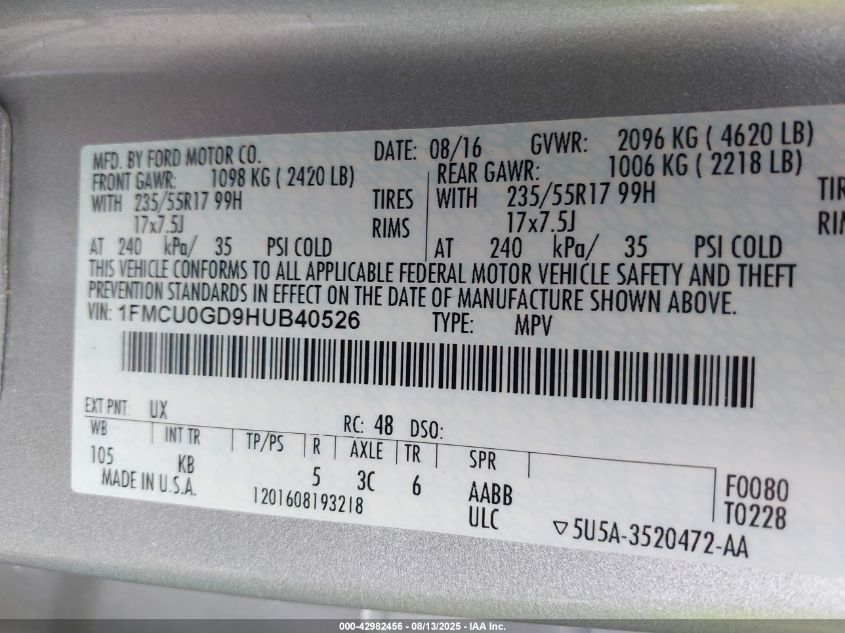 MFD. BY FORD MOTOR CO.
DATE: 08/16 GVWR: 2096 KG ( 4620 LB)
FRONT GAWR: 1098 KG ( 2420 LB)
REAR GAWR: 1006 KG ( 2218 LB)
WITH 235/55R17 99H TIRES
WITH 235/55R17 99H
17x7.5J RIMS
17x7.5J
AT 240 kPa/ 35 PSI COLD
AT 240 kPa/ 35 PSI COLD
THIS VEHICLE CONFORMS TO ALL APPLICABLE FEDERAL MOTOR VEHICLE SAFETY AND THEFT
PREVENTION STANDARDS IN EFFECT ON THE DATE OF MANUFACTURE SHOWN ABOVE.
VIN: 1FMCU0GD9HUB40526 TYPE: MPV
EXT PNT: UX RC: 48 DSO:
WB INT TR TP/PS R AXLE TR SPR
105 KB 5 3C 6 AABB F0080
MADE IN U.S.A. 1201608193218 ULC T0228
5U5A-3520472-AA
000-42982456 - 08/13/2025 - IAA Inc.